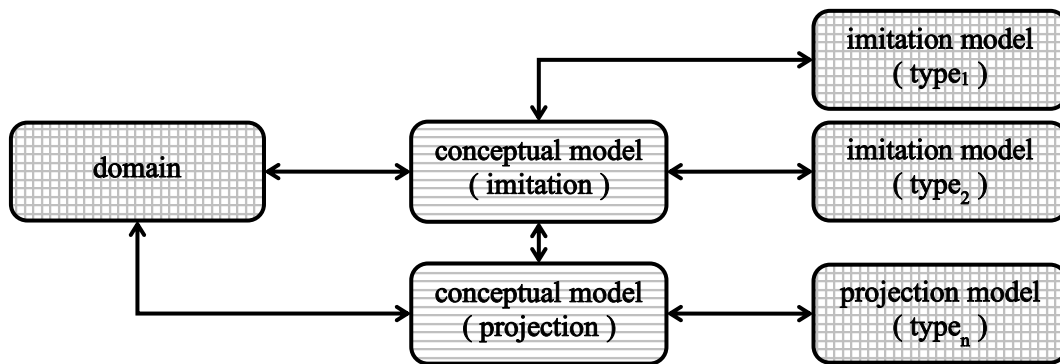 imitation model
( type₁ )
domain
conceptual model
( imitation )
imitation model
( type₂ )
conceptual model
( projection )
projection model
( typeₙ )